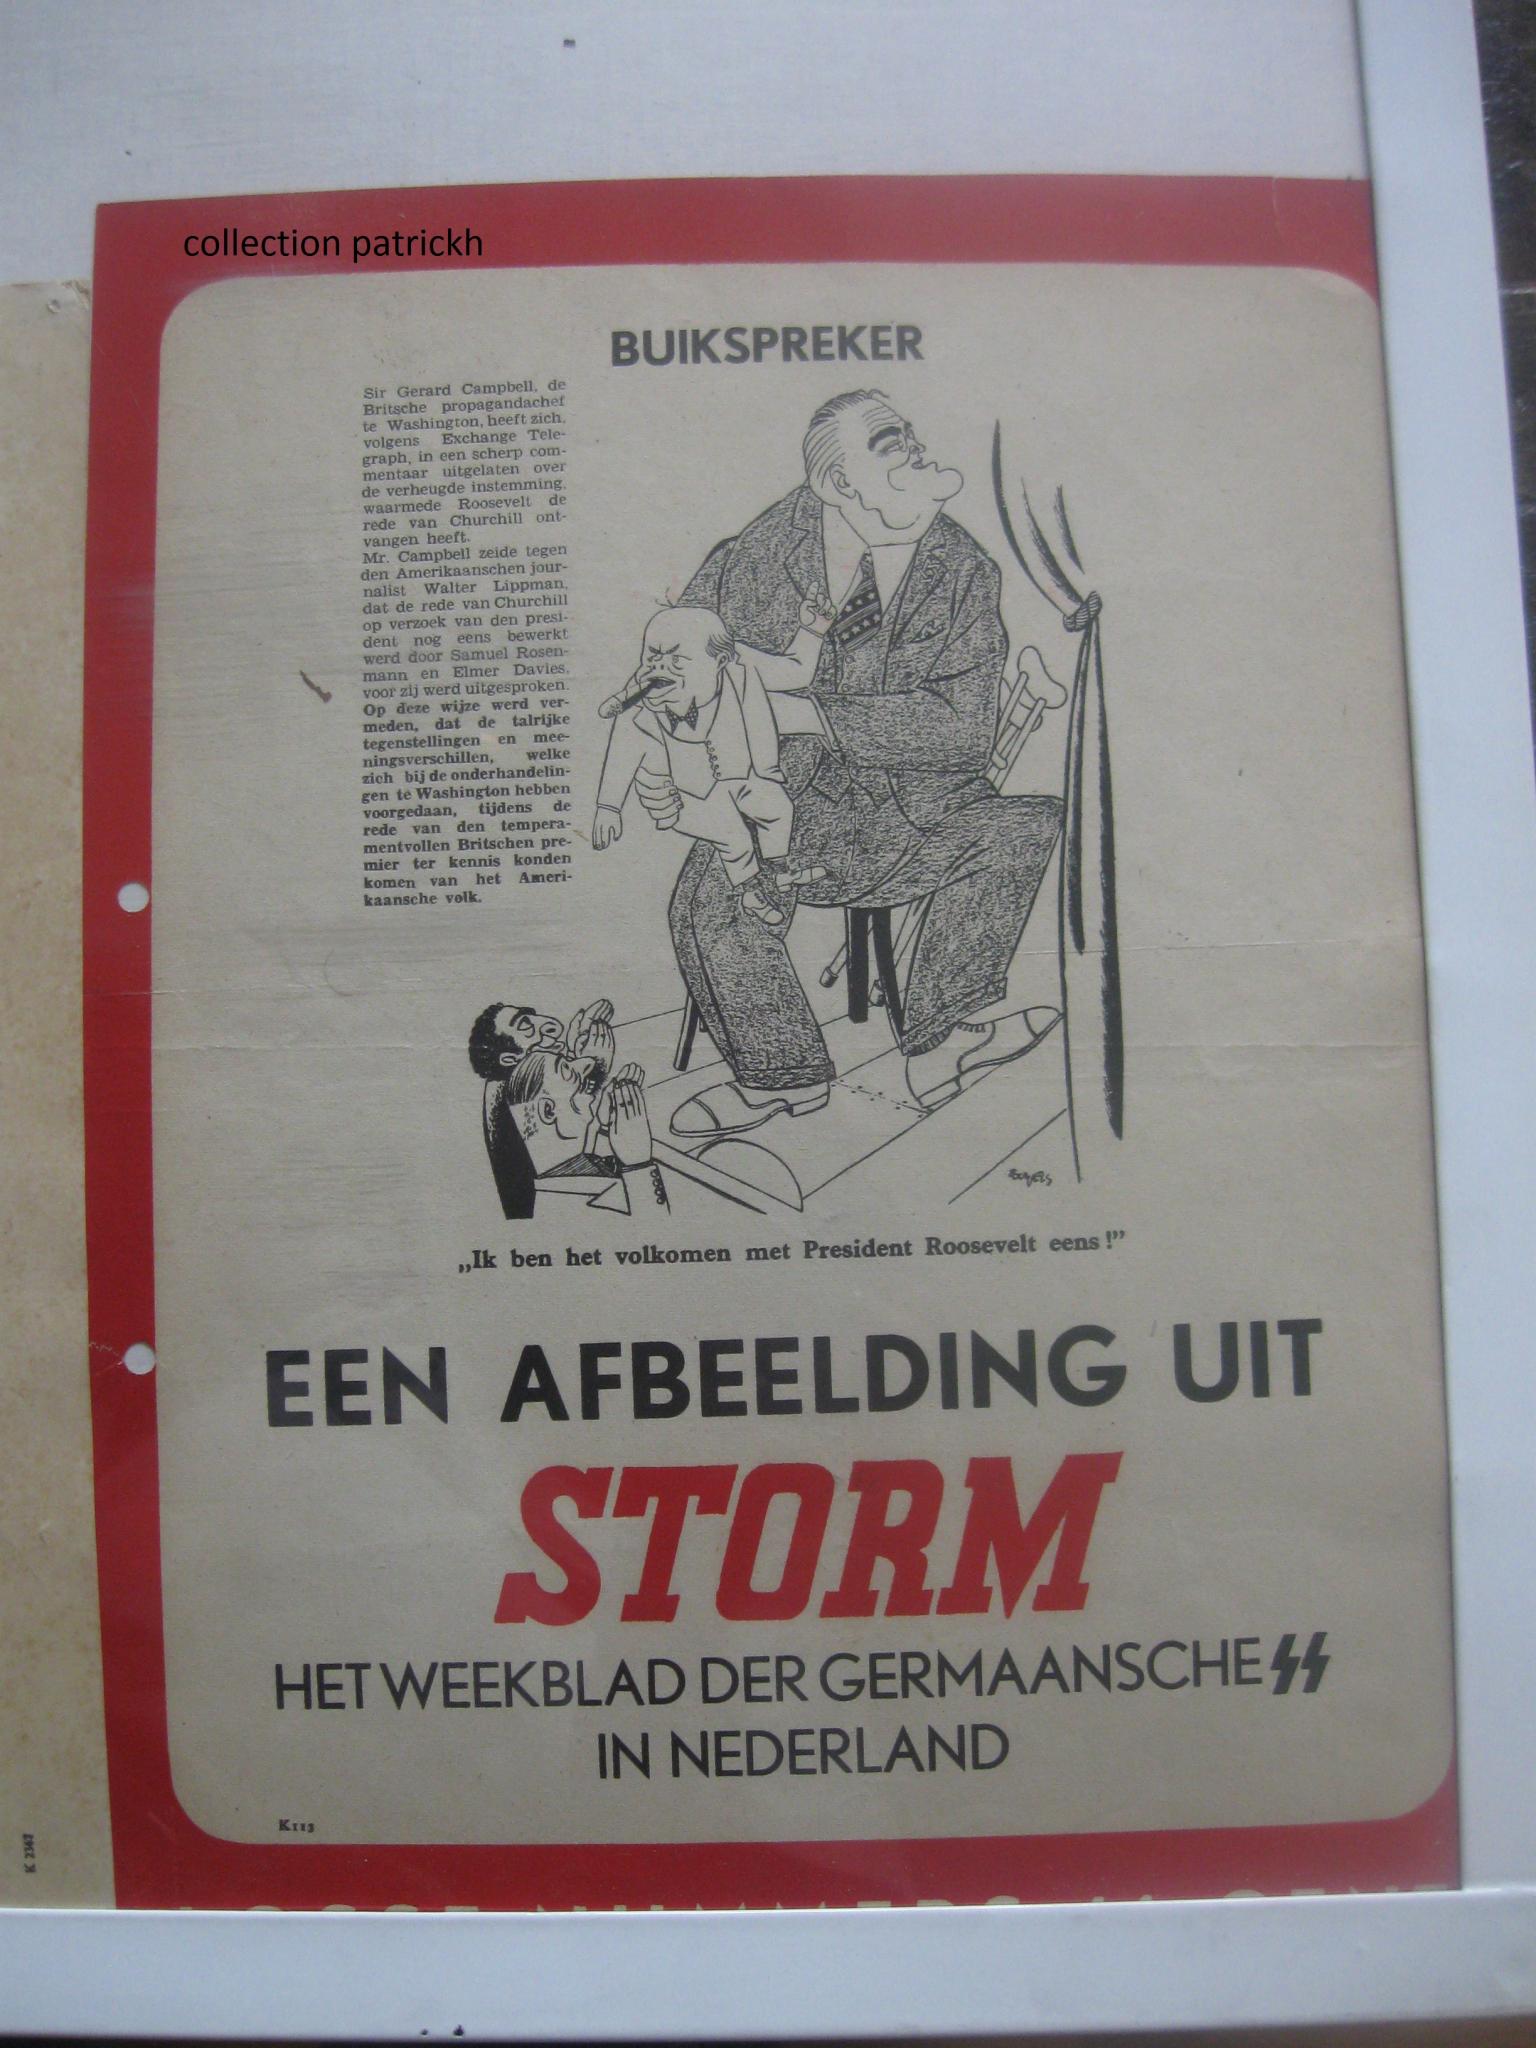 collection patrickh
BUIKSPREKER
Sir Gerard Campbell, de
Britsche propagandachef
te Washington, heeft zich,
volgens Exchange Tele-
graph, in een scherp com-
mentaar uitgelaten over
de verheugde instemming,
waarmede Roosevelt de
rede van Churchill ont-
vangen heeft.
Mr. Campbell zeide tegen
den Amerikaanschen jour-
nalist Walter Lippman,
dat de rede van Churchill
op verzoek van den presi-
dent nog eens bewerkt
werd door Samuel Rosen-
mann en Elmer Davies,
voor zij werd uitgesproken.
Op deze wijze werd ver-
meden, dat de talrijke
tegenstellingen en mee-
ningsverschillen, welke
zich bij de onderhandelin-
gen te Washington hebben
voorgedaan, tijdens de
rede van den tempera-
mentvollen Britschen pre-
mier ter kennis konden
komen van het Ameri-
kaansche volk.
„Ik ben het volkomen met President Roosevelt eens!”
EEN AFBEELDING UIT
STORM
HET WEEKBLAD DER GERMAANSCHE SS
IN NEDERLAND
K113
K 2362